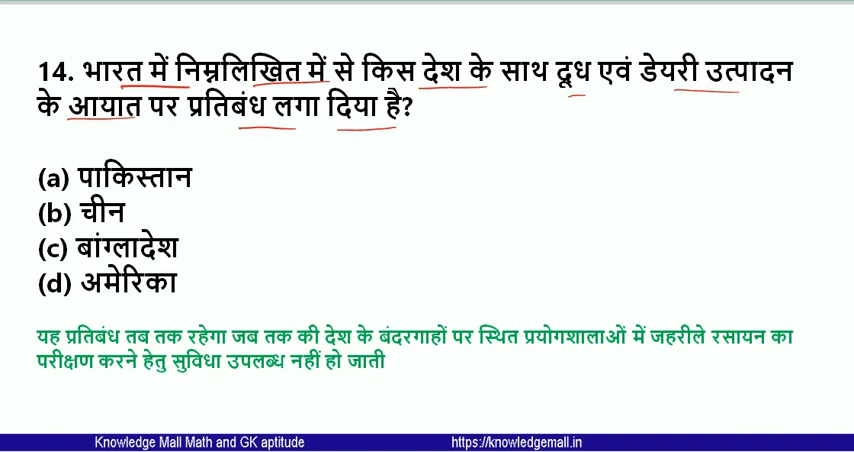 14. भारत में निम्नलिखित में से किस देश के साथ दूध एवं डेयरी उत्पादन
के आयात पर प्रतिबंध लगा दिया है?
(a) पाकिस्तान
(b) चीन
(c) बांग्लादेश
(d) अमेरिका
यह प्रतिबंध तब तक रहेगा जब तक की देश के बंदरगाहों पर स्थित प्रयोगशालाओं में जहरीले रसायन का
परीक्षण करने हेतु सुविधा उपलब्ध नहीं हो जाती
Knowledge Mall Math and GK aptitude https://knowledgemall.in